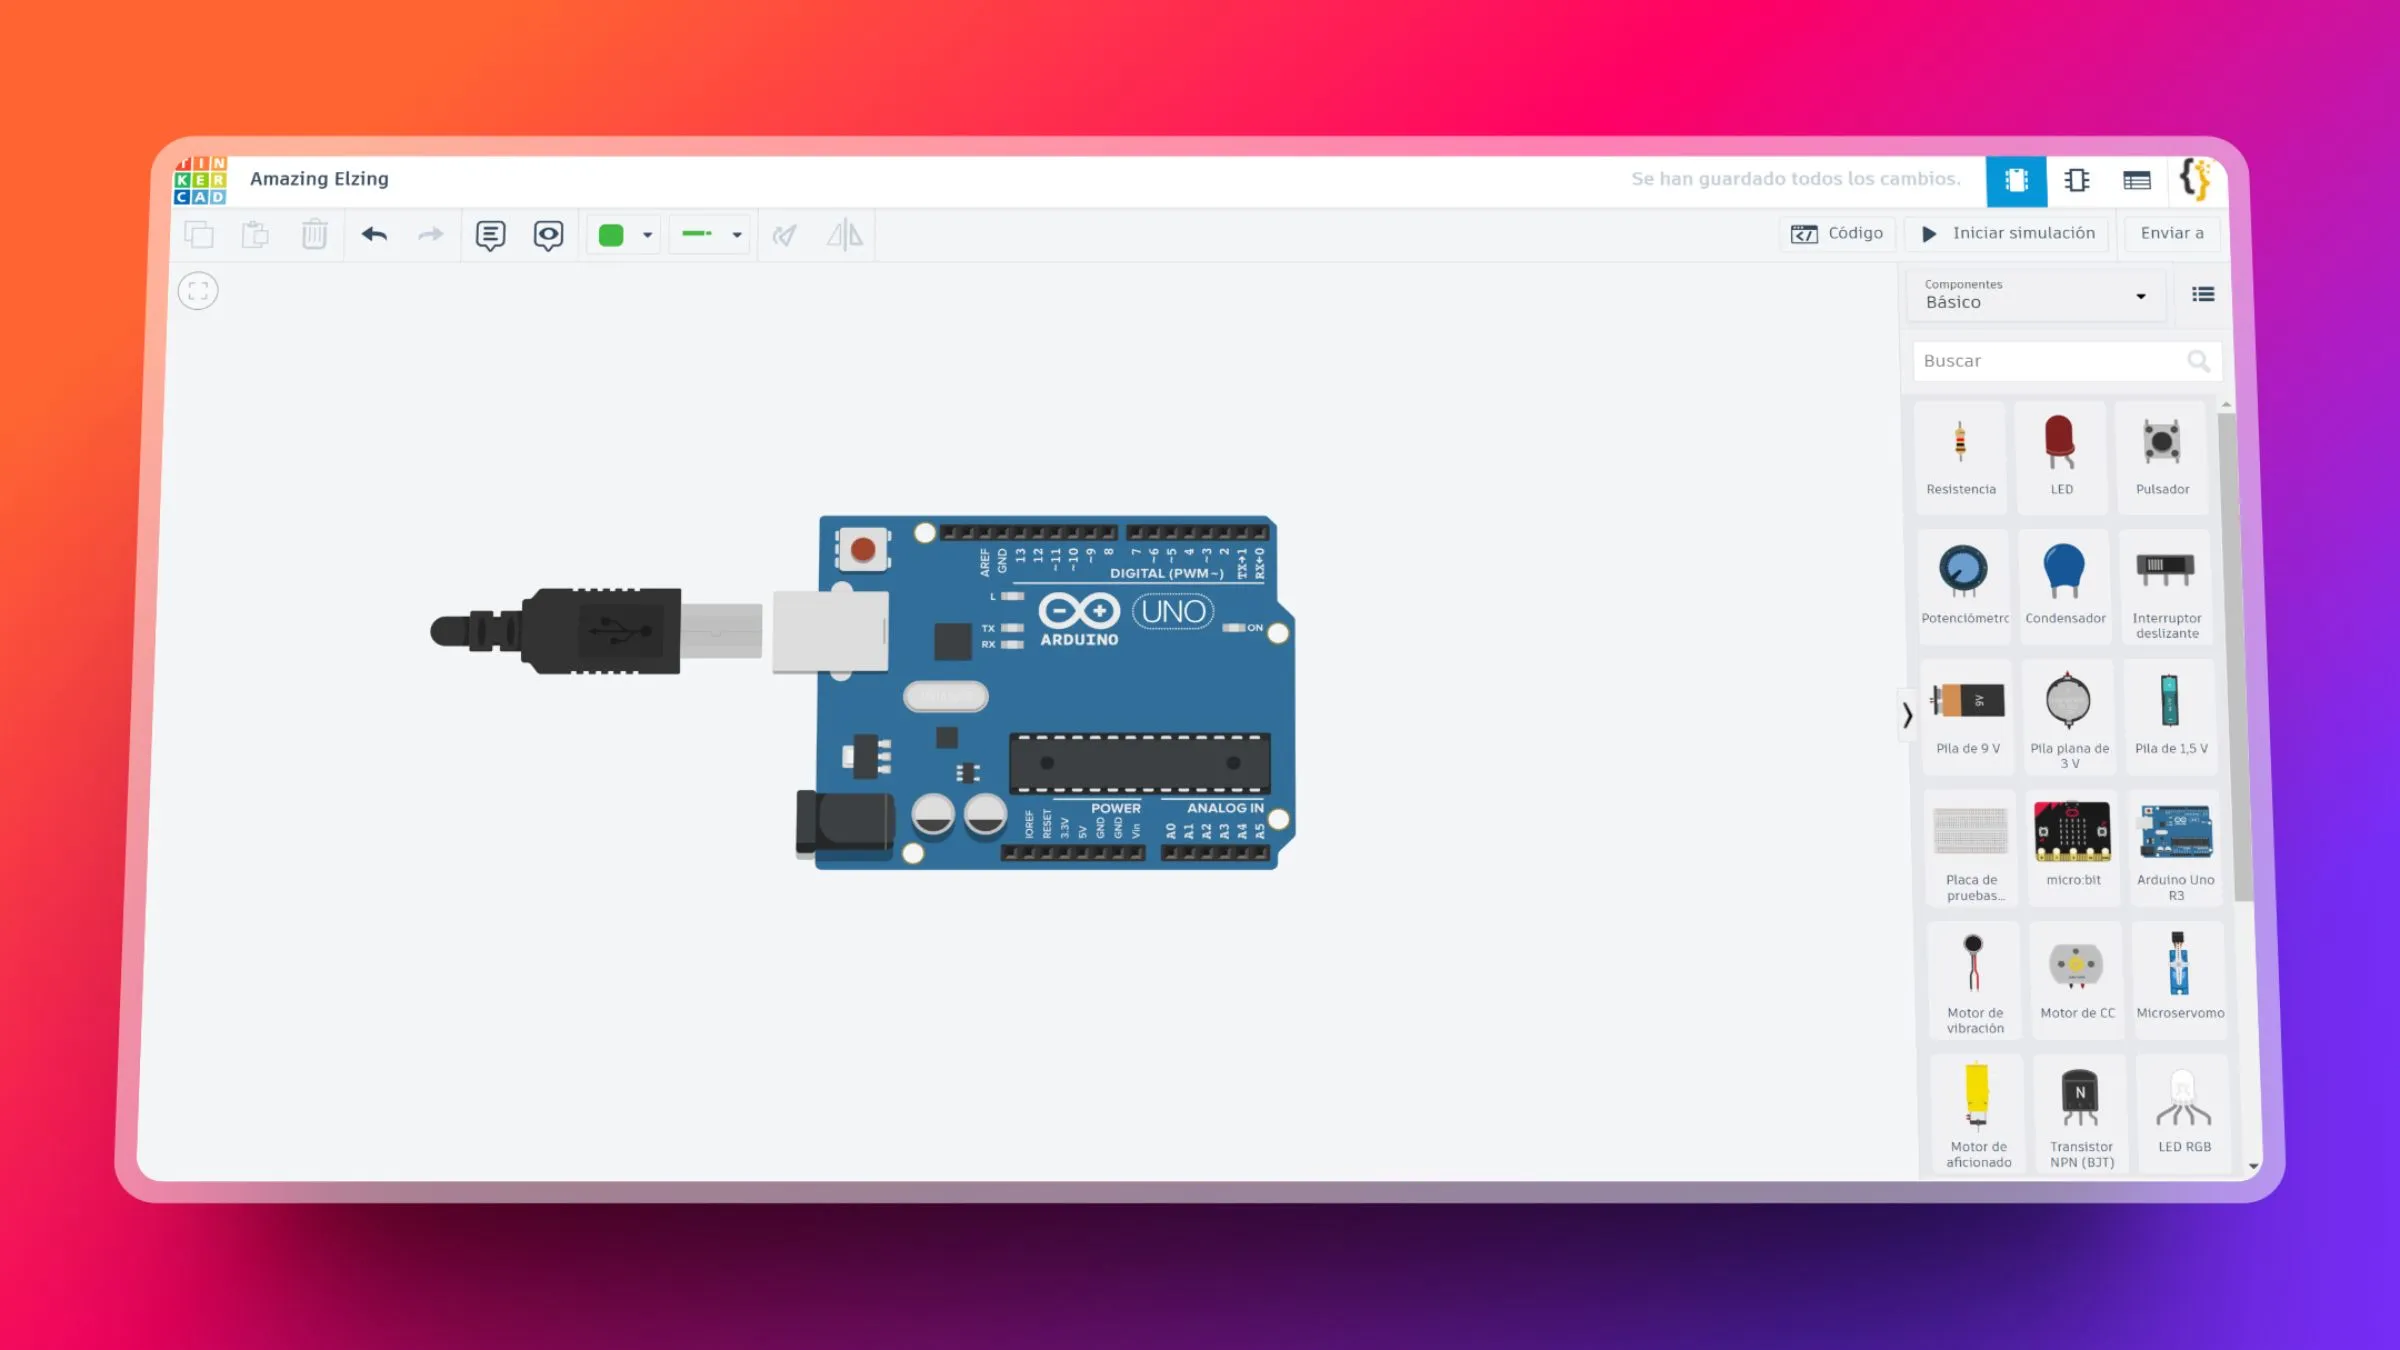 TIN
KER
CAD
Amazing Elzing
Se han guardado todos los cambios.
Código
Iniciar simulación
Enviar a
Componentes
Básico
Buscar
Resistencia
LED
Pulsador
Potenciómetrc
Condensador
Interruptor
deslizante
9V
Pila de 9 V
Pila plana de
3 V
Pila de 1,5 V
Placa de
pruebas...
micro:bit
Arduino Uno
R3
Motor de
vibración
Motor de CC
Microservomo
Motor de
aficionado
N
Transistor
NPN (BJT)
LED RGB
AREF
GND
13
12
~11
~10
~9
8
7
~6
~5
4
~3
2
TX→1
RX←0
DIGITAL (PWM~)
L
TX
RX
ARDUINO
UNO
ON
POWER
ANALOG IN
IOREF
RESET
3.3V
5V
GND
GND
Vin
A0
A1
A2
A3
A4
A5